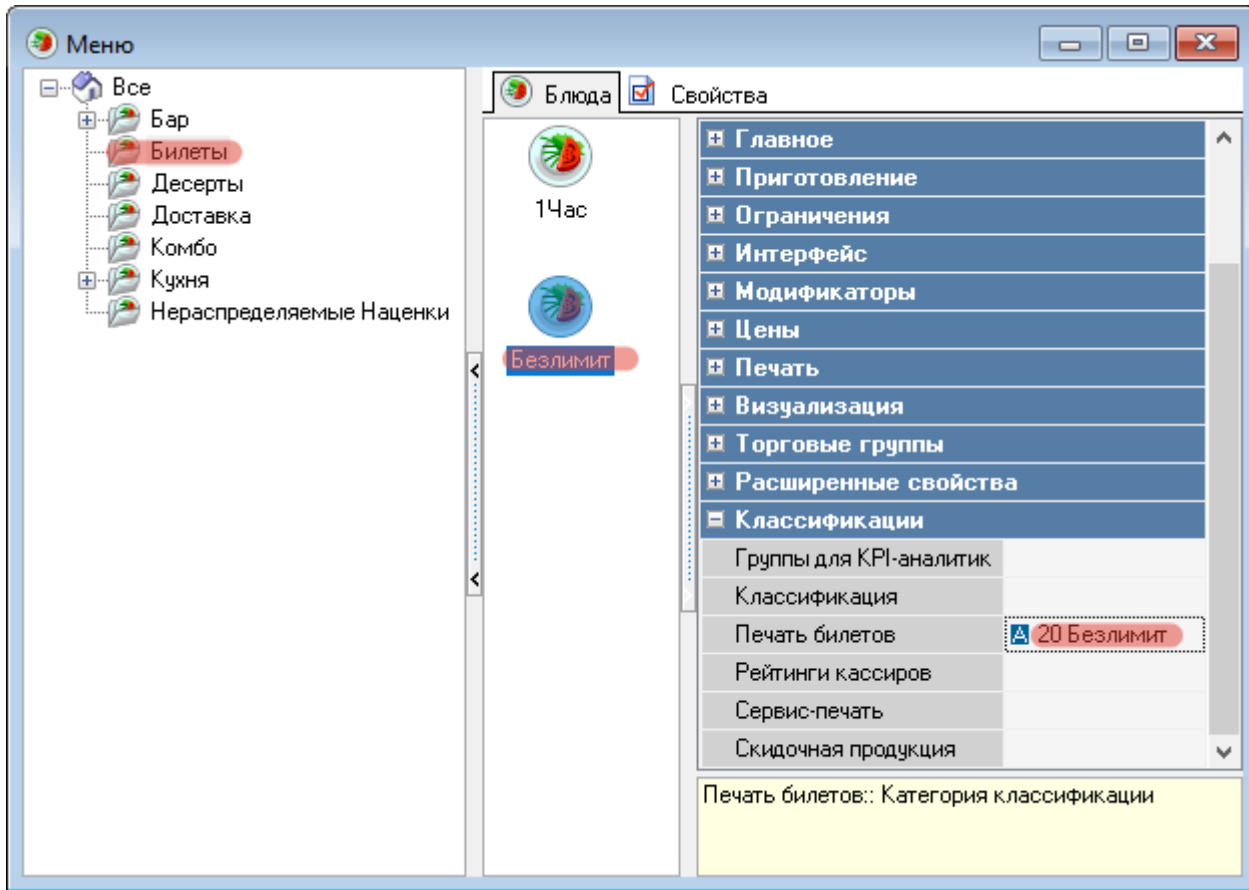 Меню
Все
Бар
Билеты
Десерты
Доставка
Комбо
Кухня
Нераспределяемые Наценки
Блюда
Свойства
1Час
Безлимит
Главное
Приготовление
Ограничения
Интерфейс
Модификаторы
Цены
Печать
Визуализация
Торговые группы
Расширенные свойства
Классификации
Группы для KPI-аналитик
Классификация
Печать билетов A 20 Безлимит
Рейтинги кассиров
Сервис-печать
Скидочная продукция
Печать билетов:: Категория классификации